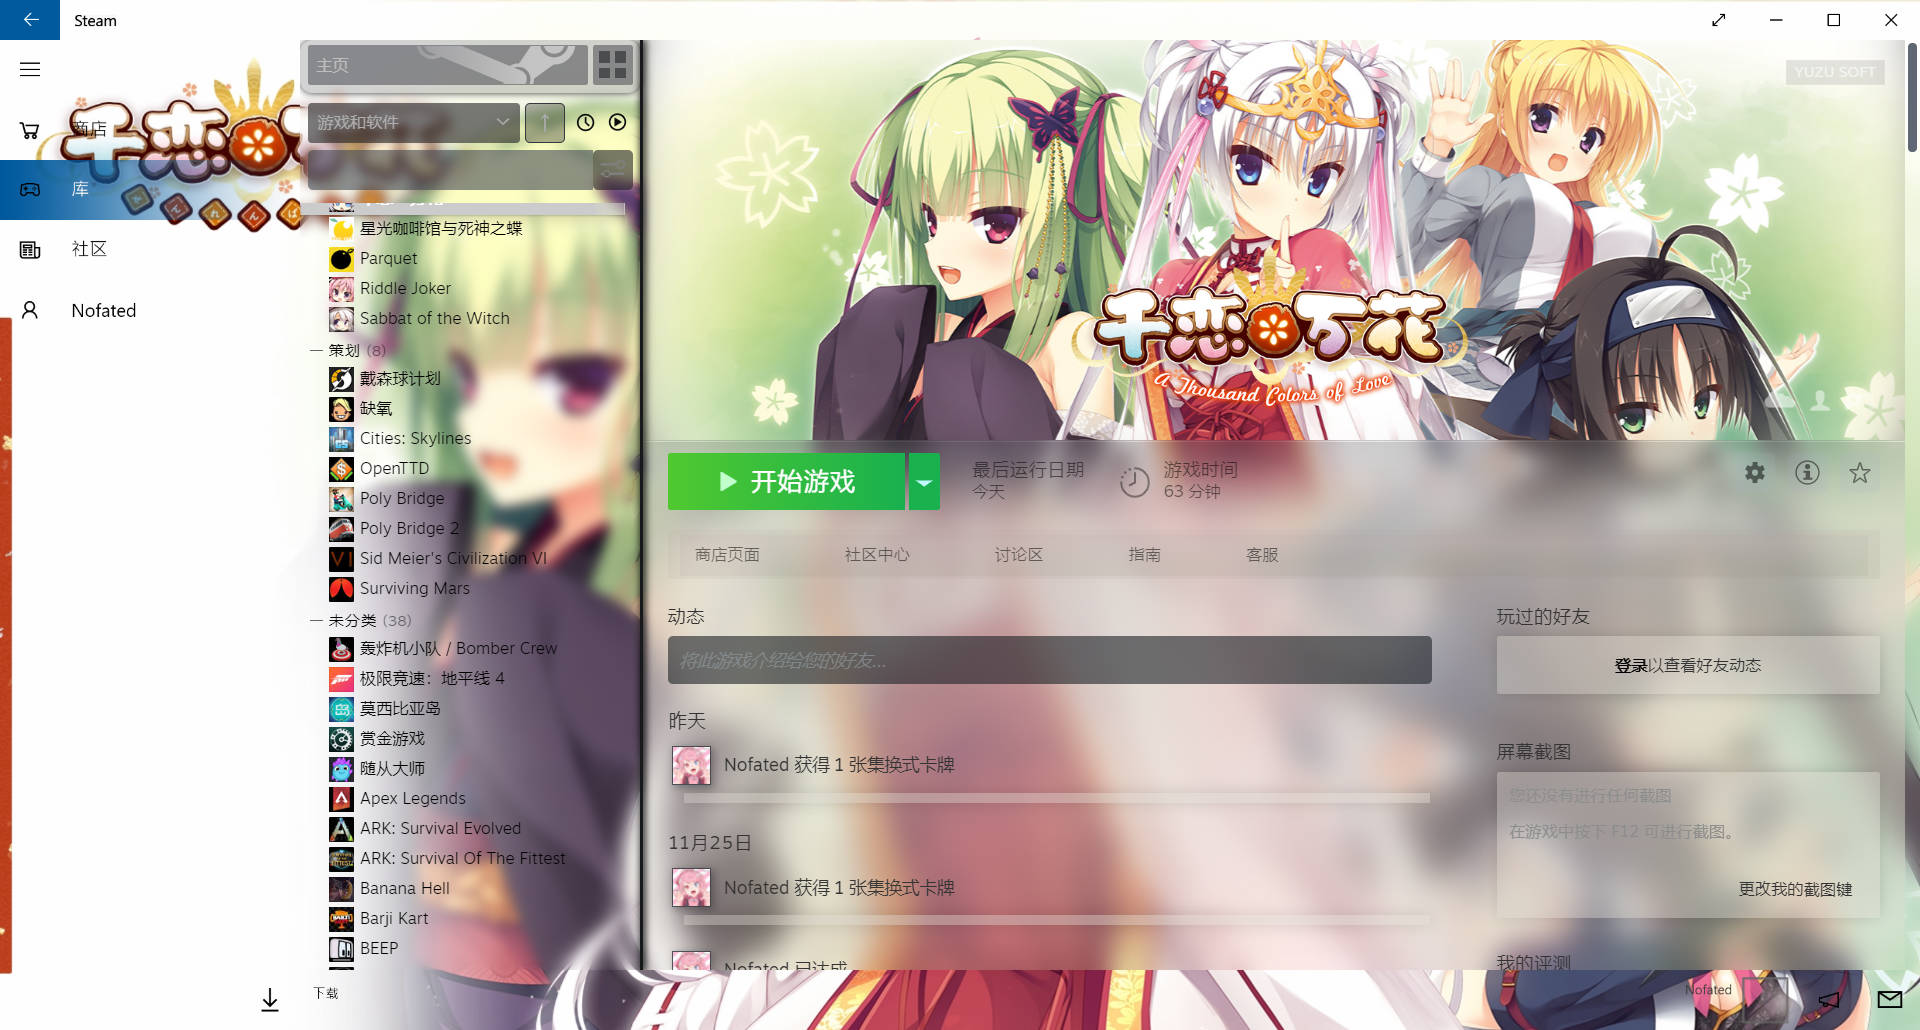 Steam
商店
库
社区
Nofated
主页
游戏和软件
星光咖啡馆与死神之蝶
Parquet
Riddle Joker
Sabbat of the Witch
策划 (8)
戴森球计划
缺氧
Cities: Skylines
OpenTTD
Poly Bridge
Poly Bridge 2
Sid Meier's Civilization VI
Surviving Mars
未分类 (38)
轰炸机小队 / Bomber Crew
极限竞速：地平线 4
莫西比亚岛
赏金游戏
随从大师
Apex Legends
ARK: Survival Evolved
ARK: Survival Of The Fittest
Banana Hell
Barji Kart
BEEP
下载
YUZU SOFT
千恋万花
A Thousand Colors of Love
开始游戏
最后运行日期
今天
游戏时间
63 分钟
商店页面
社区中心
讨论区
指南
客服
动态
将此游戏介绍给您的好友...
昨天
Nofated 获得 1 张集换式卡牌
11月25日
Nofated 获得 1 张集换式卡牌
Nofated 已达成
玩过的好友
登录以查看好友动态
屏幕截图
您还没有进行任何截图
在游戏中按下 F12 可进行截图。
更改我的截图键
我的评测
Nofated